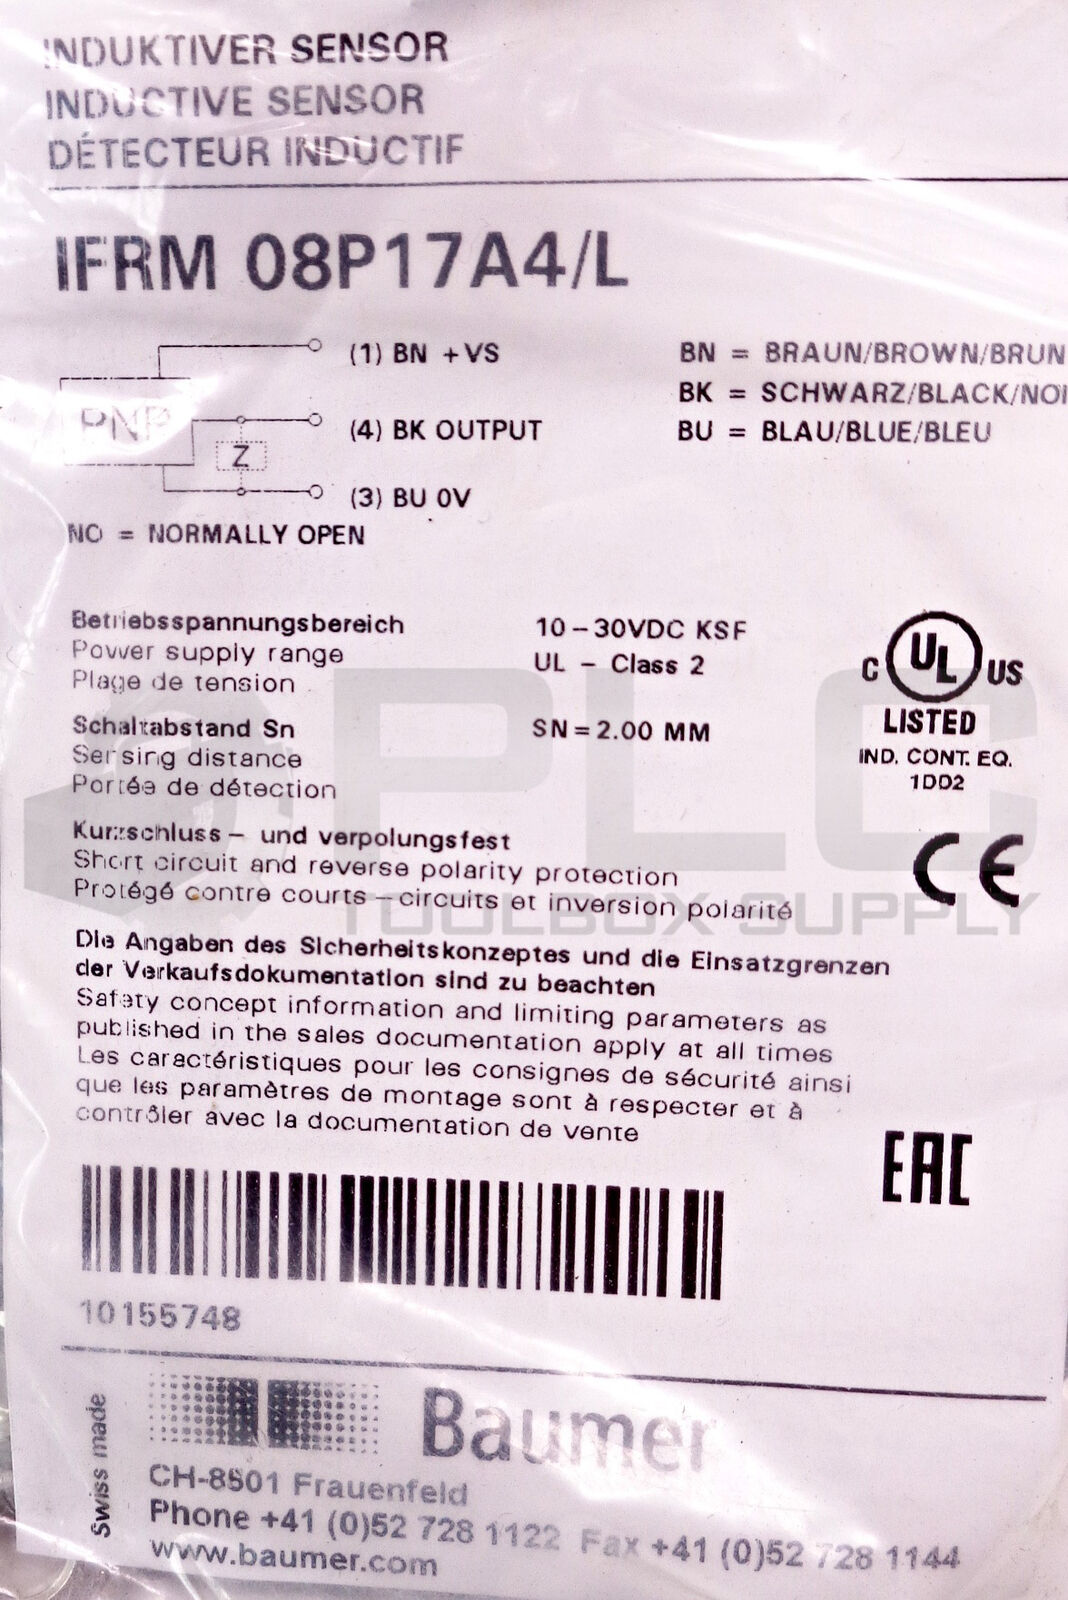 INDUKTIVER SENSOR
INDUCTIVE SENSOR
DÉTECTEUR INDUCTIF
IFRM 08P17A4/L
(1) BN +VS
BN = BRAUN/BROWN/BRUN
PNP
BK = SCHWARZ/BLACK/NOI
(4) BK OUTPUT
BU = BLAU/BLUE/BLEU
Z
(3) BU 0V
NO = NORMALLY OPEN
Betriebsspannungsbereich 10-30VDC KSF
Power supply range UL - Class 2
Plage de tension
C UL US
LISTED
IND. CONT. EQ.
1DD2
Schaltabstand Sn SN=2.00 MM
Sensing distance
Portée de détection
Kurzschluss- und verpolungsfest
Short circuit and reverse polarity protection
Protégé contre courts-circuits et inversion polarité
CE
PLC
TOOLBOX SUPPLY
Die Angaben des Sicherheitskonzeptes und die Einsatzgrenzen
der Verkaufsdokumentation sind zu beachten
Safety concept information and limiting parameters as
published in the sales documentation apply at all times
Les caractéristiques pour les consignes de sécurité ainsi
que les paramètres de montage sont à respecter et à
contrôler avec la documentation de vente
EAC
10155748
Swiss made
Baumer
CH-8501 Frauenfeld
Phone +41 (0)52 728 1122 Fax +41 (0)52 728 1144
www.baumer.com